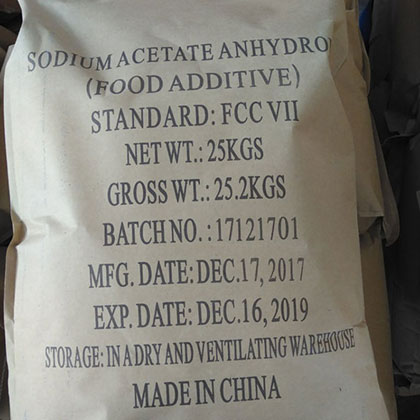 SODIUM ACETATE ANHYDRO
(FOOD ADDITIVE)
STANDARD: FCC VII
NET WT.: 25KGS
GROSS WT.: 25.2KGS
BATCH NO. : 17121701
MFG. DATE: DEC.17, 2017
EXP. DATE: DEC.16, 2019
STORAGE: IN A DRY AND VENTILATING WAREHOUSE
MADE IN CHINA